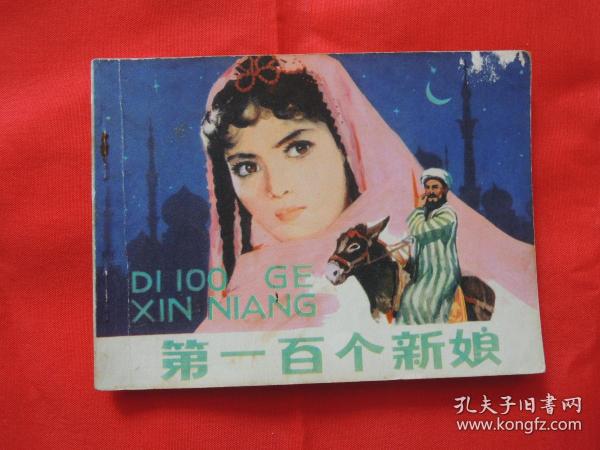 DI 100 GE
XIN NIANG
第一百个新娘
孔夫子旧書网
www.kongfz.com